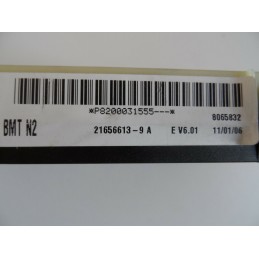 *P8200031555---*
8065832
BMT N2
21656613-9 A
E V6.01
11/01/06